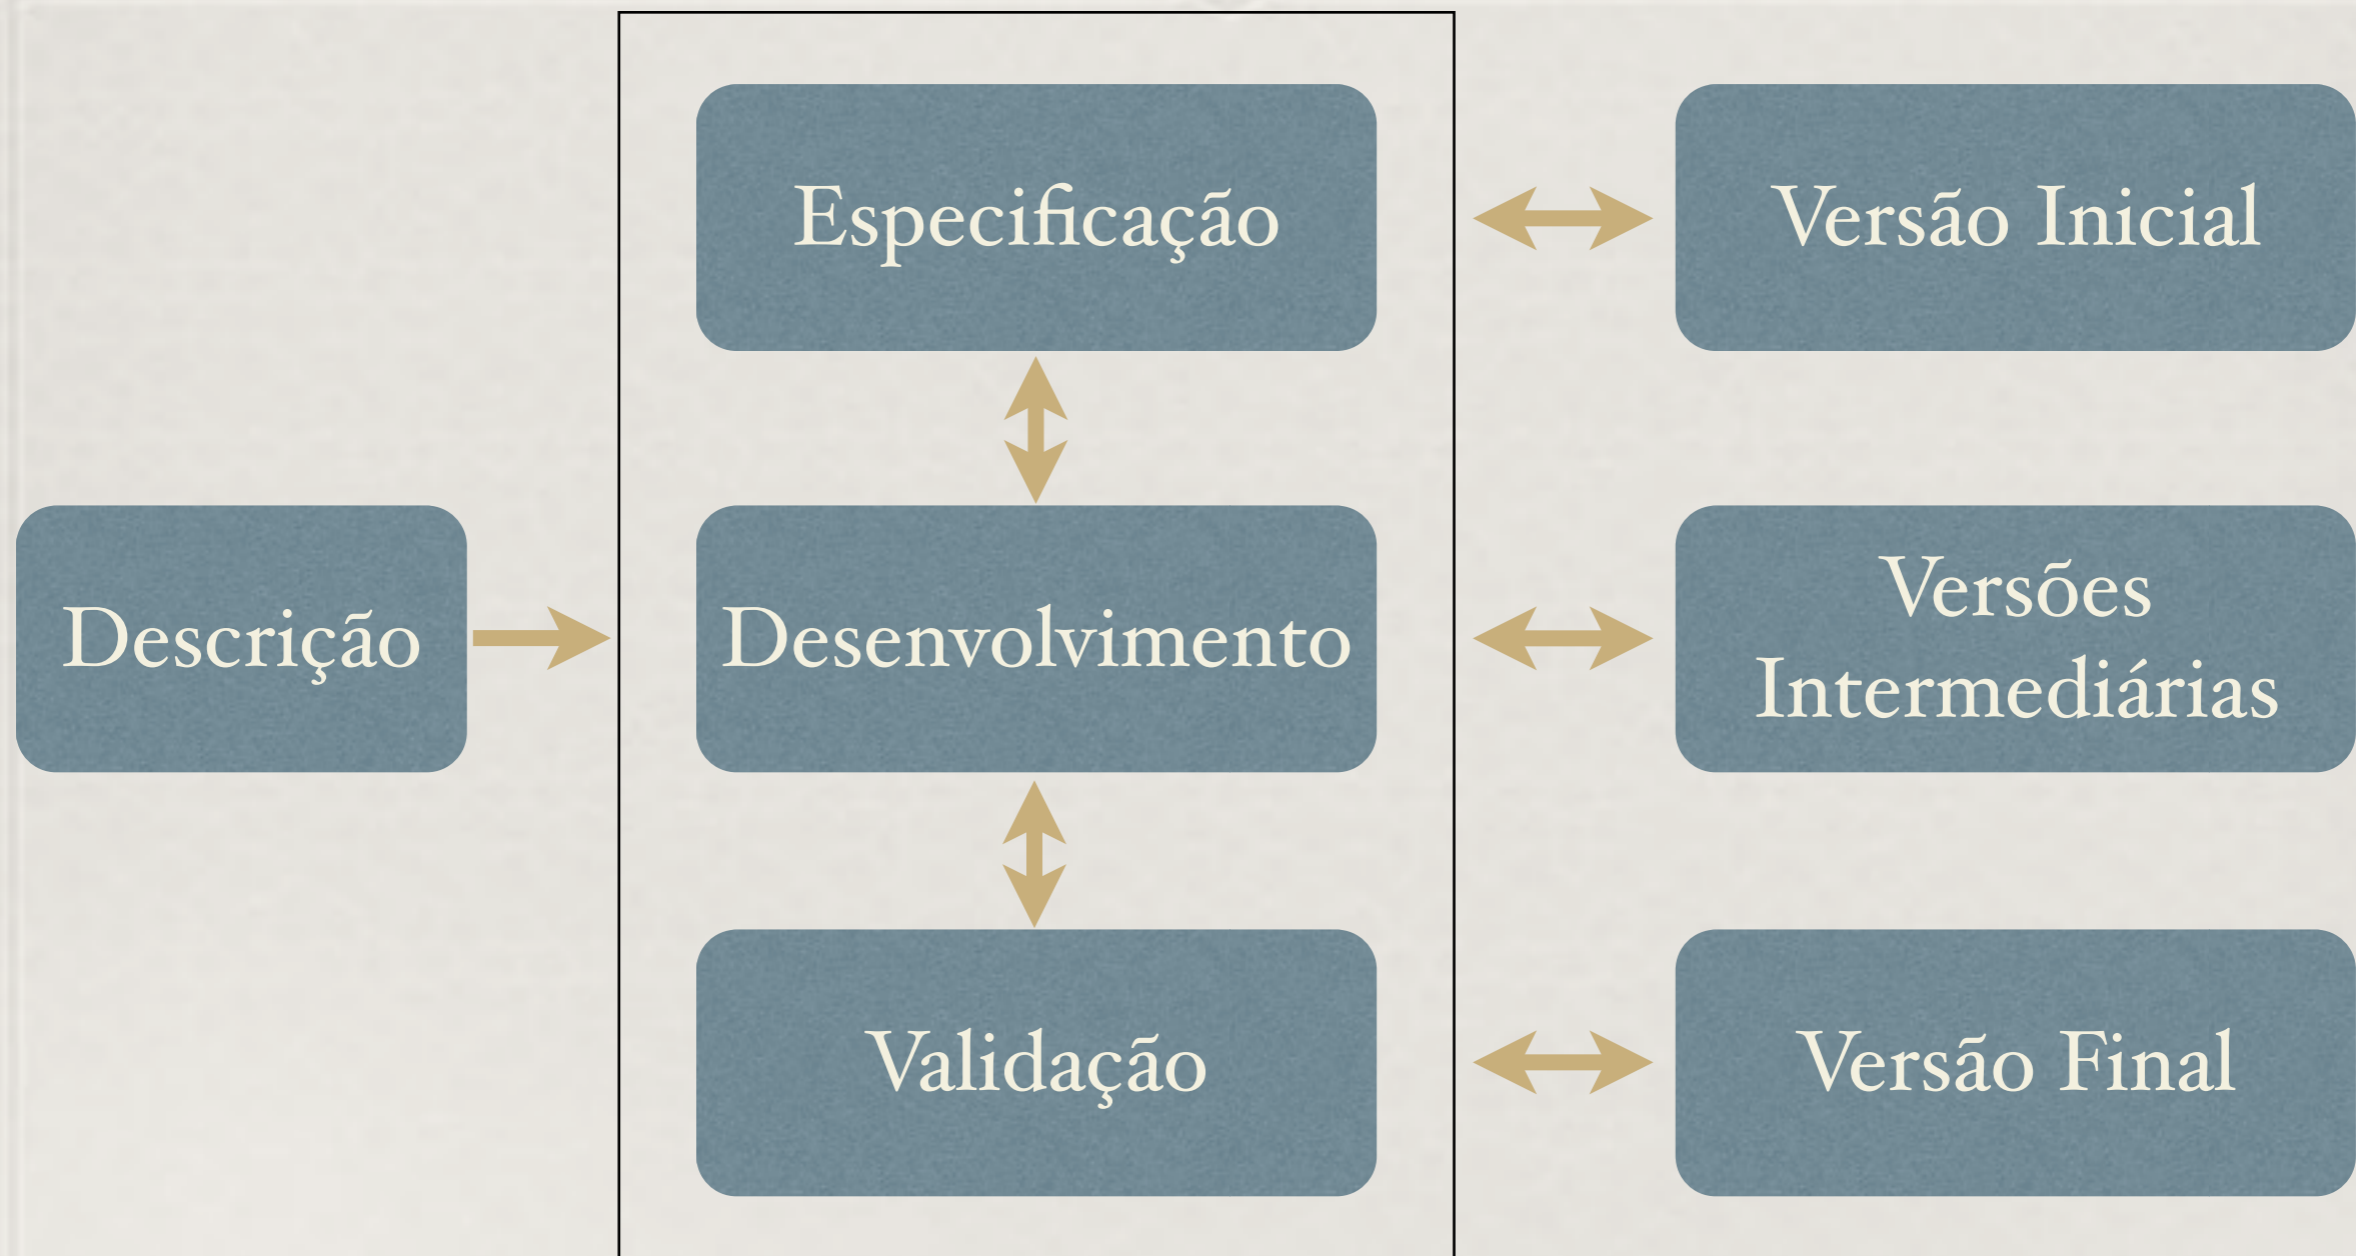 Especificação
Versão Inicial
Descrição
Desenvolvimento
Versões
Intermediárias
Validação
Versão Final